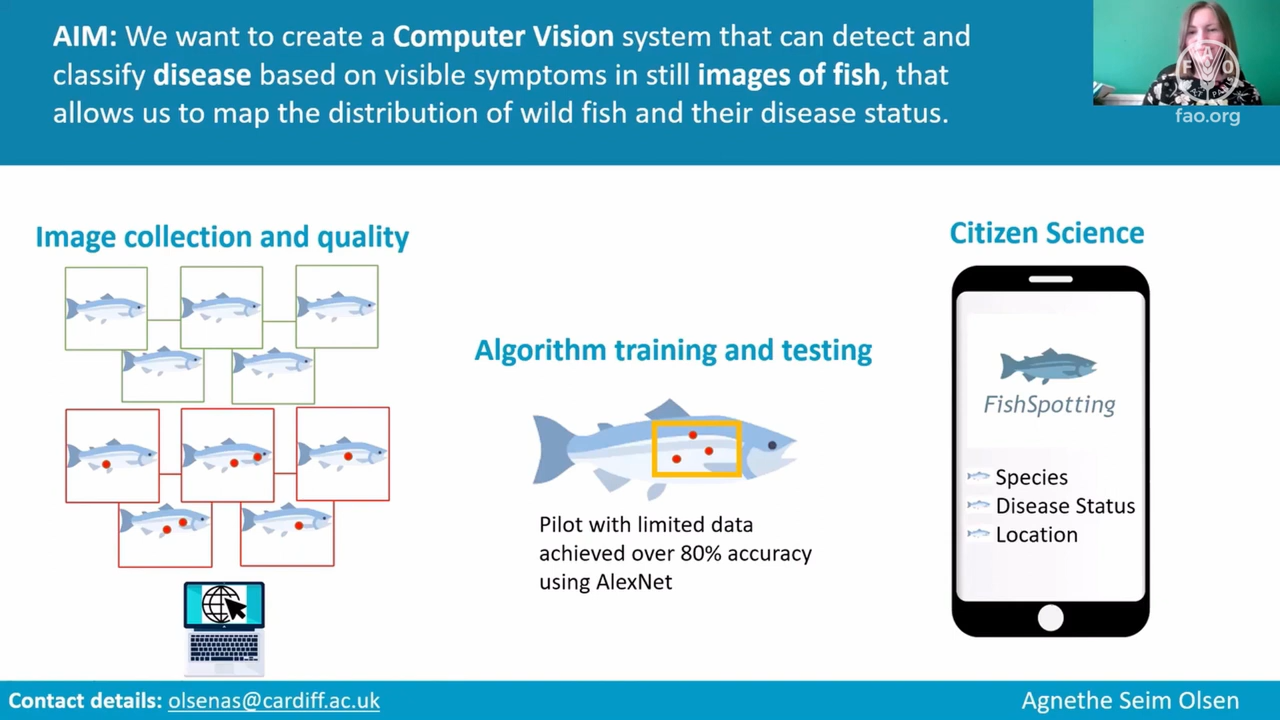 AIM: We want to create a Computer Vision system that can detect and
classify disease based on visible symptoms in still images of fish, that
allows us to map the distribution of wild fish and their disease status.
FAO
fao.org
Image collection and quality
Algorithm training and testing
Pilot with limited data
achieved over 80% accuracy
using AlexNet
Citizen Science
FishSpotting
Species
Disease Status
Location
Contact details: olsenas@cardiff.ac.uk
Agnethe Seim Olsen